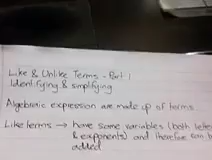 Like & Unlike Terms - Part 1
Identifying & simplifying
Algebraic expression are made up of terms
Like terms → have same variables (both letters
& exponents) and therefore can be
added